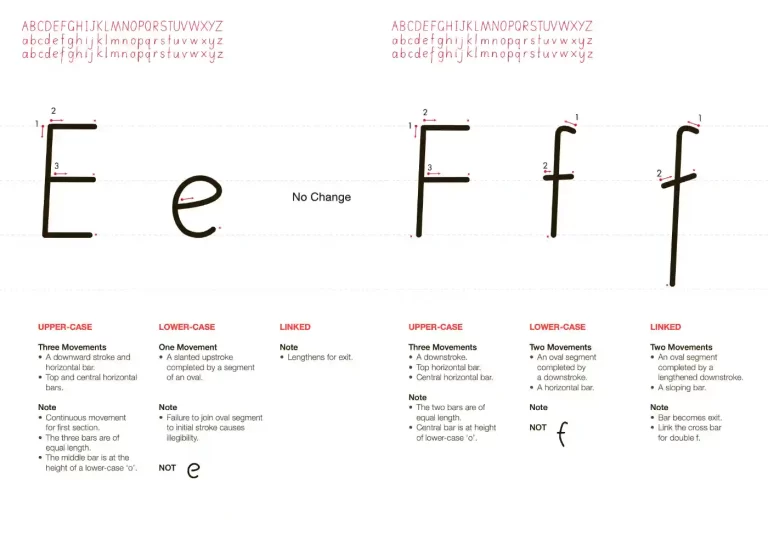 ABCDEFGHIJKLMNOPQRSTUVWXYZ
abcdefghijklmnopqrstuvwxyz
abcdefghijklmnopqrstuvwxyz
1
2
3
E e
No Change
UPPER-CASE
Three Movements
• A downward stroke and
horizontal bar.
• Top and central horizontal
bars.
Note
• Continuous movement
for first section.
• The three bars are of
equal length.
• The middle bar is at the
height of a lower-case ‘o’.
LOWER-CASE
One Movement
• A slanted upstroke
completed by a segment
of an oval.
Note
• Failure to join oval segment
to initial stroke causes
illegibility.
NOT e
LINKED
Note
• Lengthens for exit.
ABCDEFGHIJKLMNOPQRSTUVWXYZ
abcdefghijklmnopqrstuvwxyz
abcdefghijklmnopqrstuvwxyz
1
2
3
1
2
1
2
F f f
UPPER-CASE
Three Movements
• A downstroke.
• Top horizontal bar.
• Central horizontal bar.
Note
• The two bars are of
equal length.
• Central bar is at height
of lower-case ‘o’.
LOWER-CASE
Two Movements
• An oval segment
completed by
a downstroke.
• A horizontal bar.
Note
NOT f
LINKED
Two Movements
• An oval segment
completed by a
lengthened downstroke.
• A sloping bar.
Note
• Bar becomes exit.
• Link the cross bar
for double f.